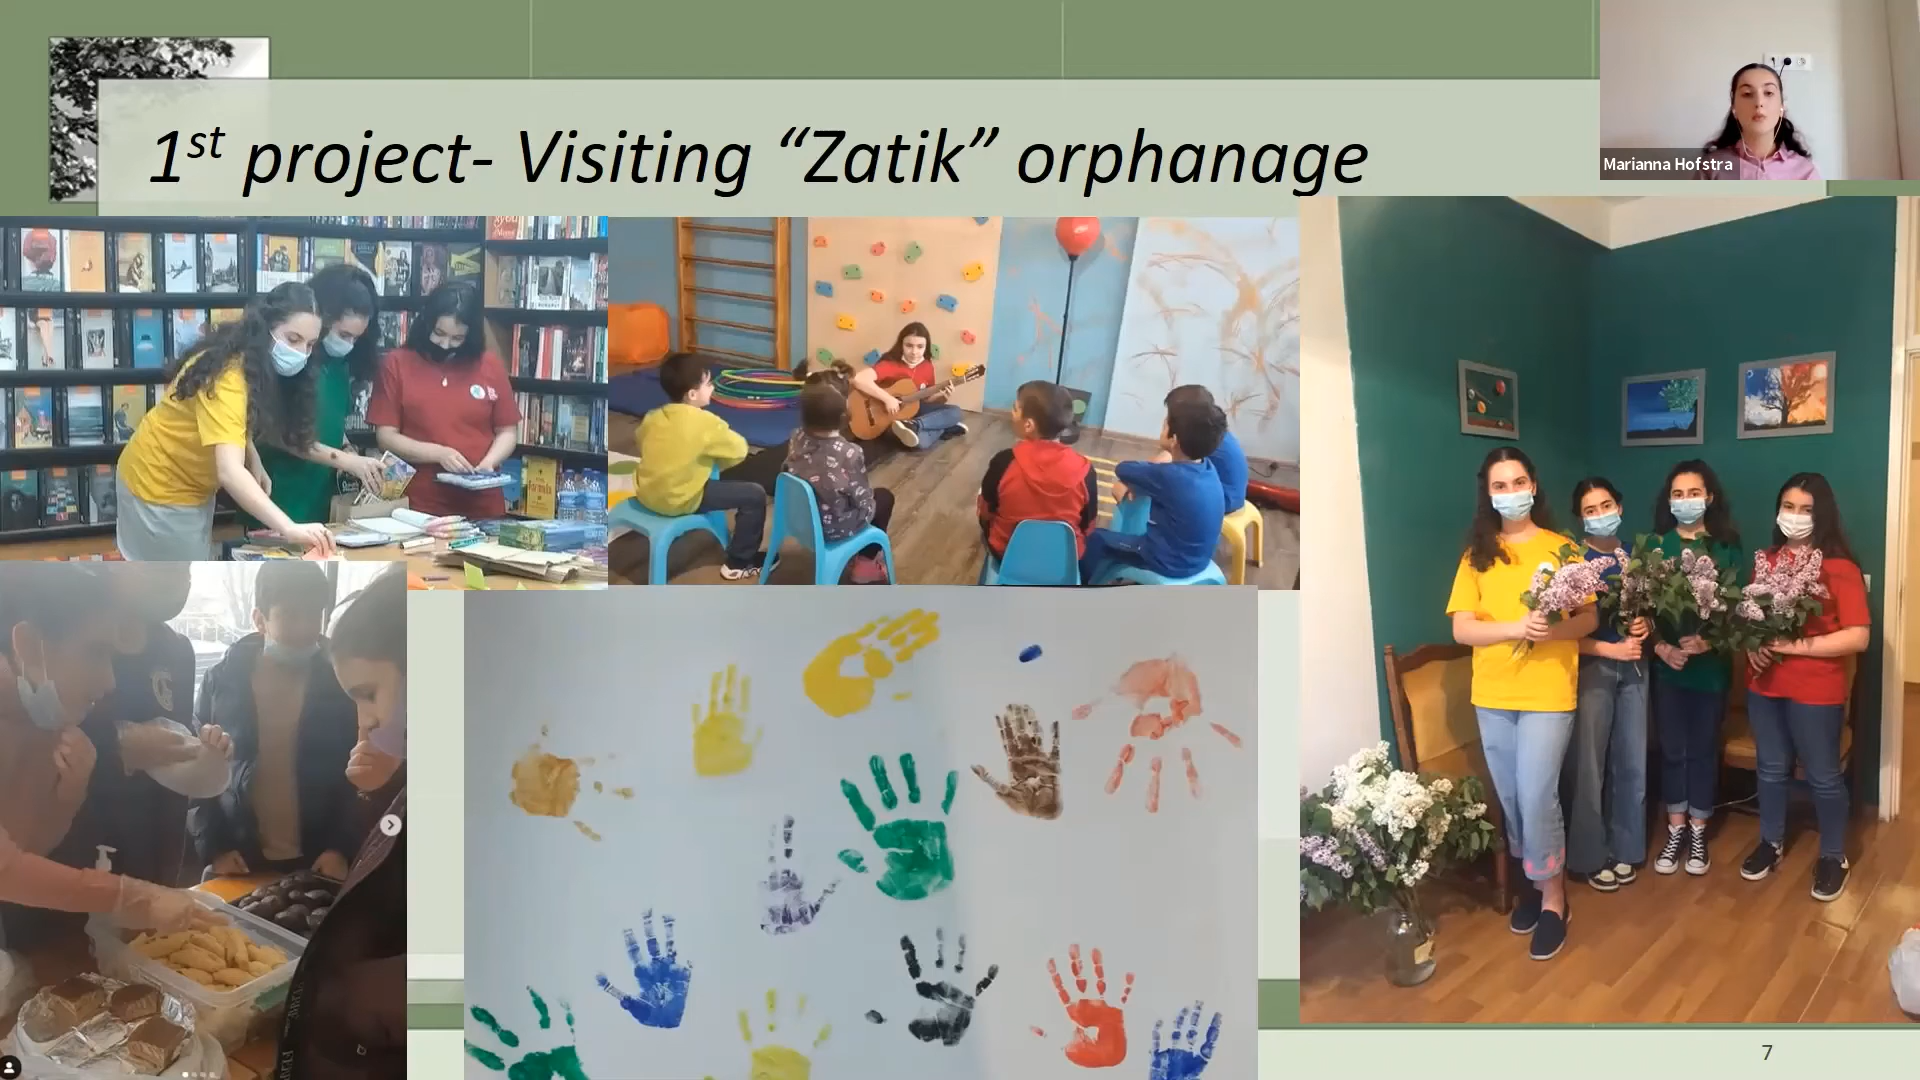 1st project- Visiting “Zatik” orphanage
Marianna Hofstra
7